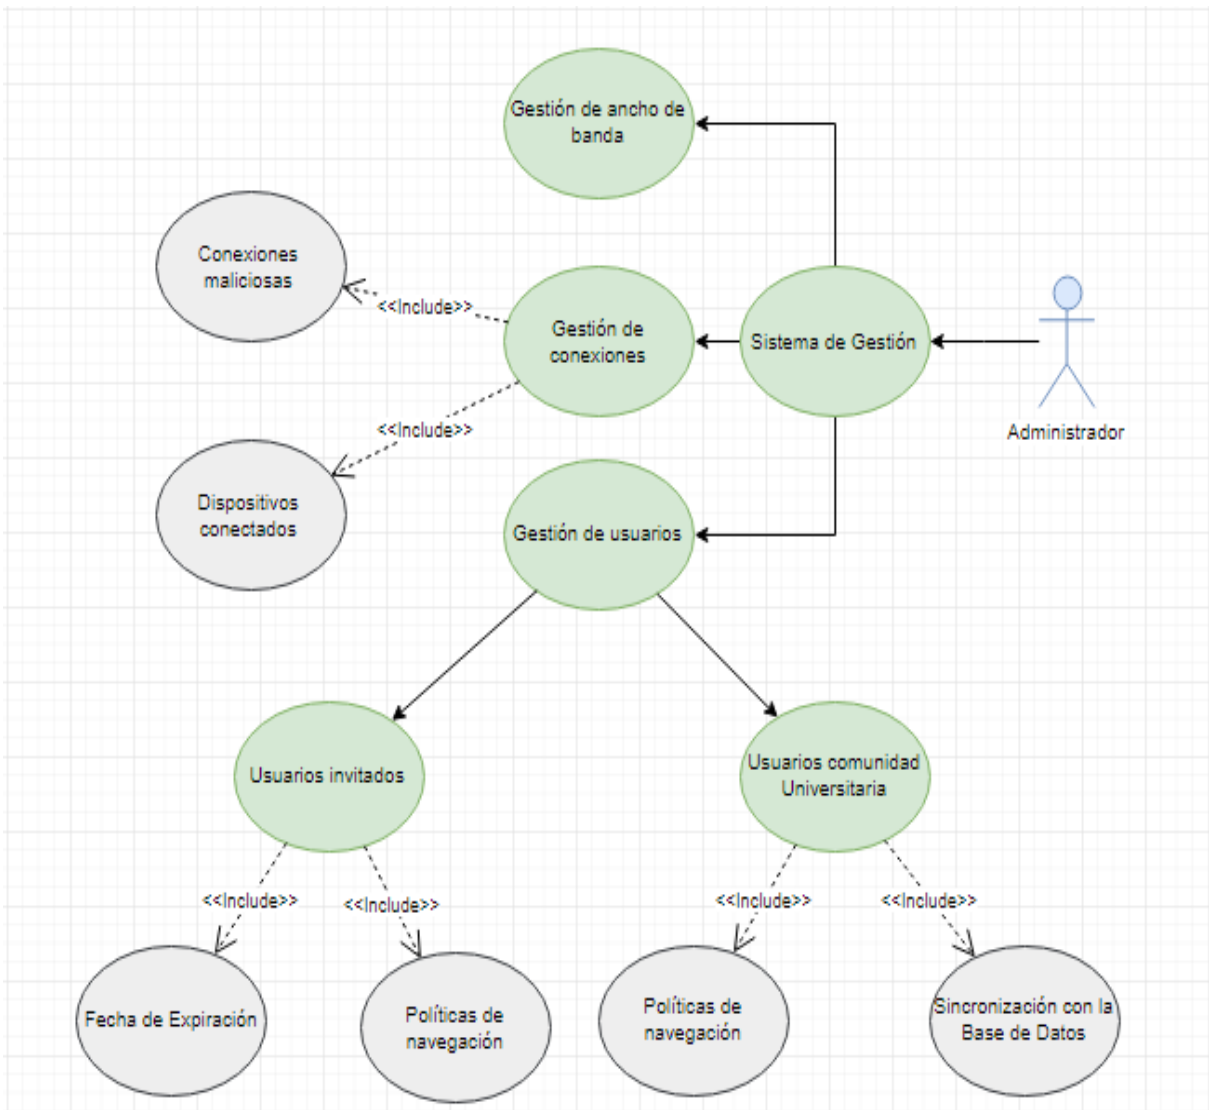 Gestión de ancho de
banda
Conexiones
maliciosas
<<Include>>
Gestión de
conexiones
Sistema de Gestión
Administrador
<<Include>>
Dispositivos
conectados
Gestión de usuarios
Usuarios invitados
Usuarios comunidad
Universitaria
<<Include>>
<<Include>>
<<Include>>
<<Include>>
Fecha de Expiración
Políticas de
navegación
Políticas de
navegación
Sincronización con la
Base de Datos